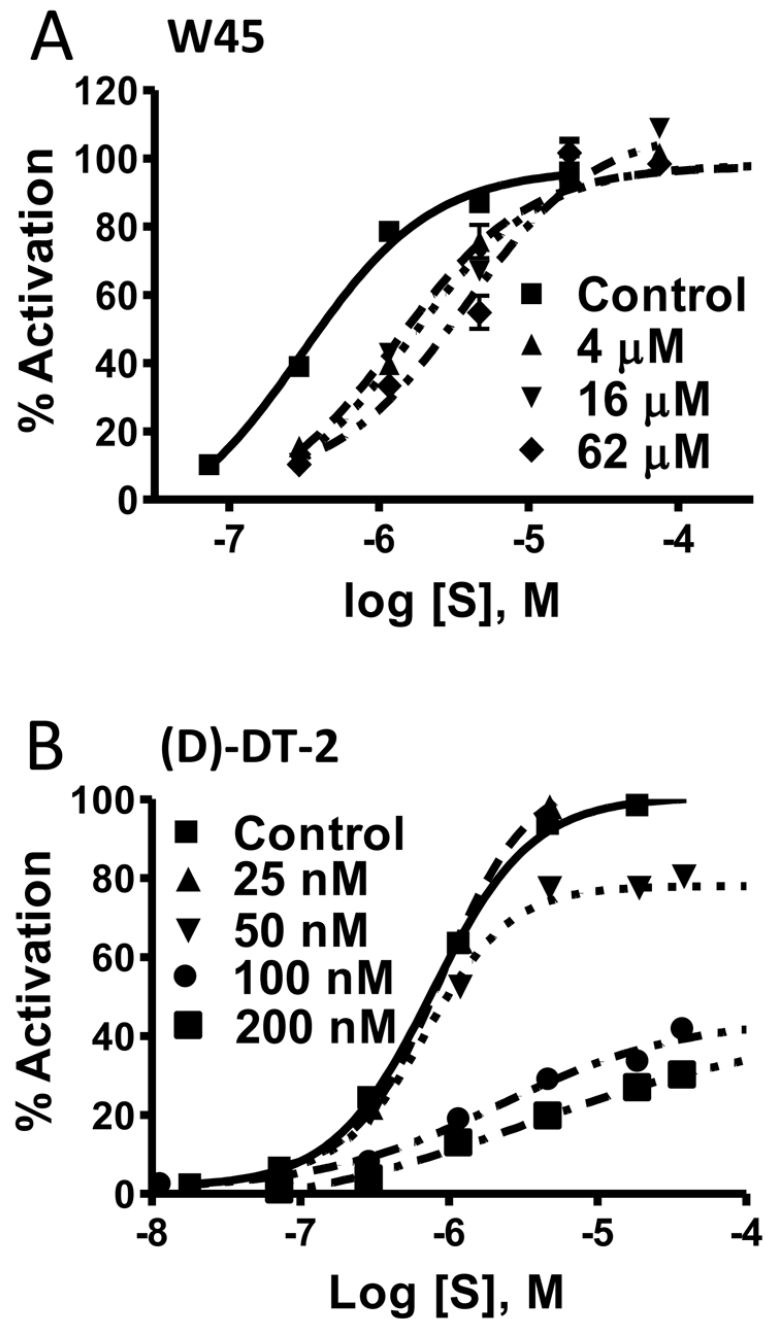 A W45
120
100
80
60
40
20
0
% Activation
Control
4 μM
16 μM
62 μM
-7 -6 -5 -4
log [S], M
B (D)-DT-2
100
80
60
40
20
0
% Activation
Control
25 nM
50 nM
100 nM
200 nM
-8 -7 -6 -5 -4
Log [S], M